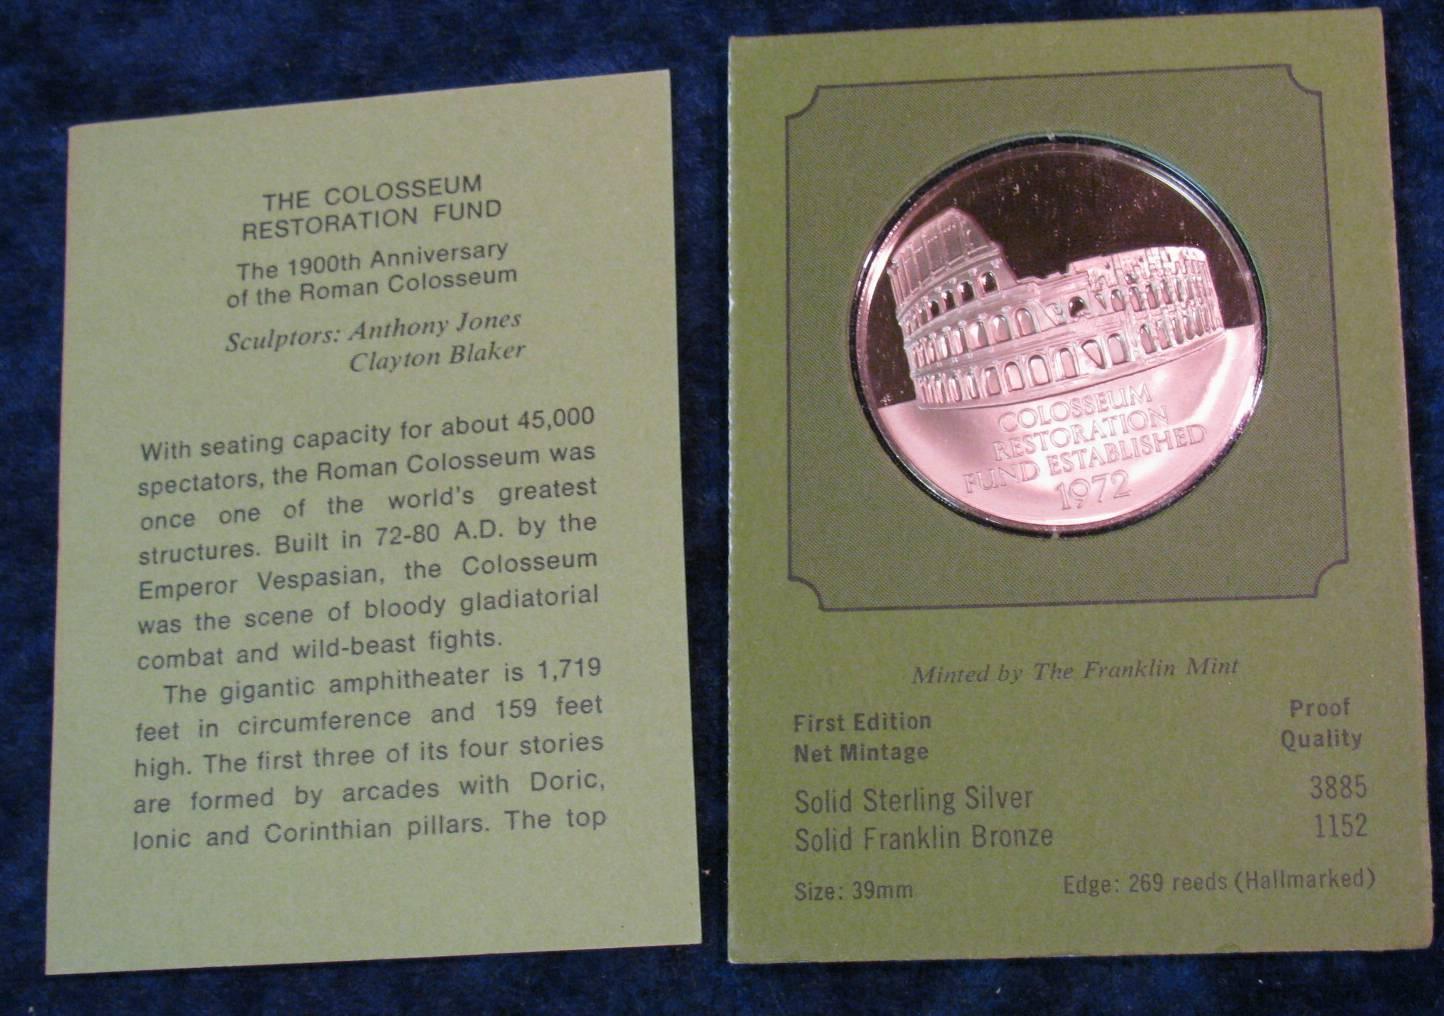 THE COLOSSEUM
RESTORATION FUND
The 1900th Anniversary
of the Roman Colosseum
Sculptors: Anthony Jones
Clayton Blaker
With seating capacity for about 45,000
spectators, the Roman Colosseum was
once one of the world's greatest
structures. Built in 72-80 A.D. by the
Emperor Vespasian, the Colosseum
was the scene of bloody gladiatorial
combat and wild-beast fights.
The gigantic amphitheater is 1,719
feet in circumference and 159 feet
high. The first three of its four stories
are formed by arcades with Doric,
Ionic and Corinthian pillars. The top
COLOSSEUM
RESTORATION
FUND ESTABLISHED
1972
Minted by The Franklin Mint
First Edition
Net Mintage
Proof
Quality
Solid Sterling Silver 3885
Solid Franklin Bronze 1152
Size: 39mm Edge: 269 reeds (Hallmarked)